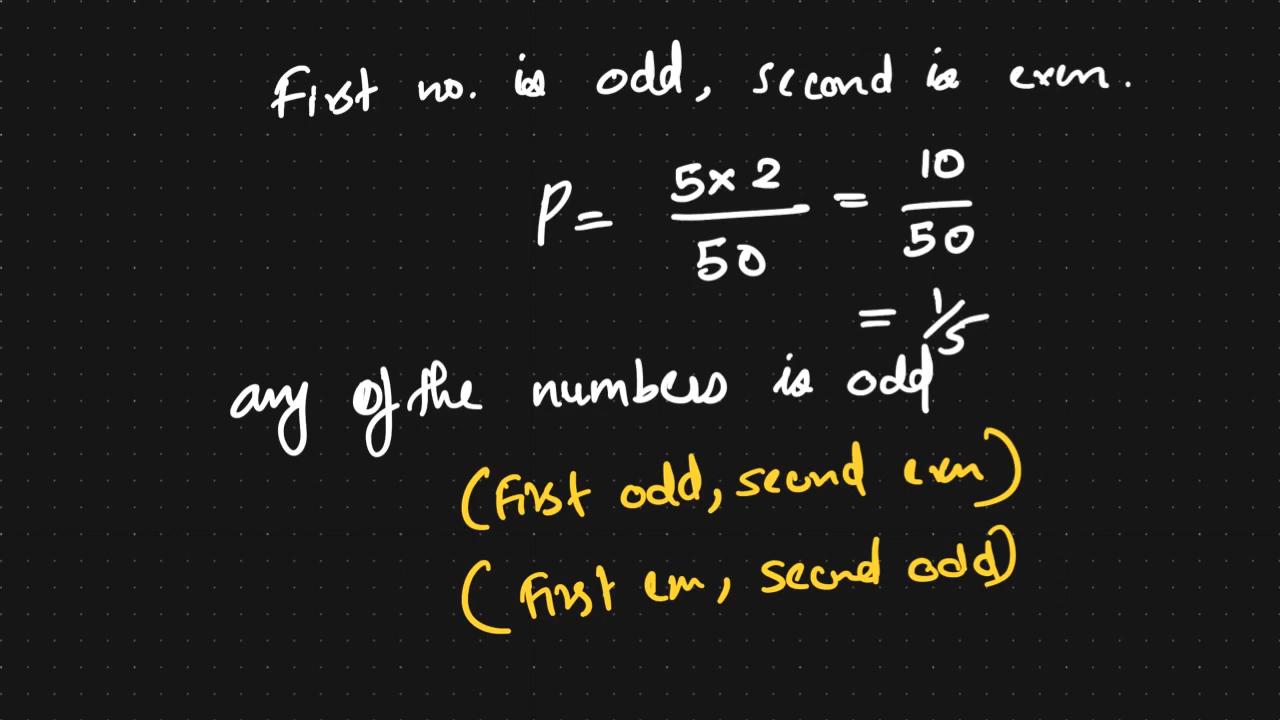 First no. is odd, second is even.
P = 5 x 2 / 50 = 10 / 50
= 1/5
any of the numbers is odd
(First odd, second even)
(First even, second odd)